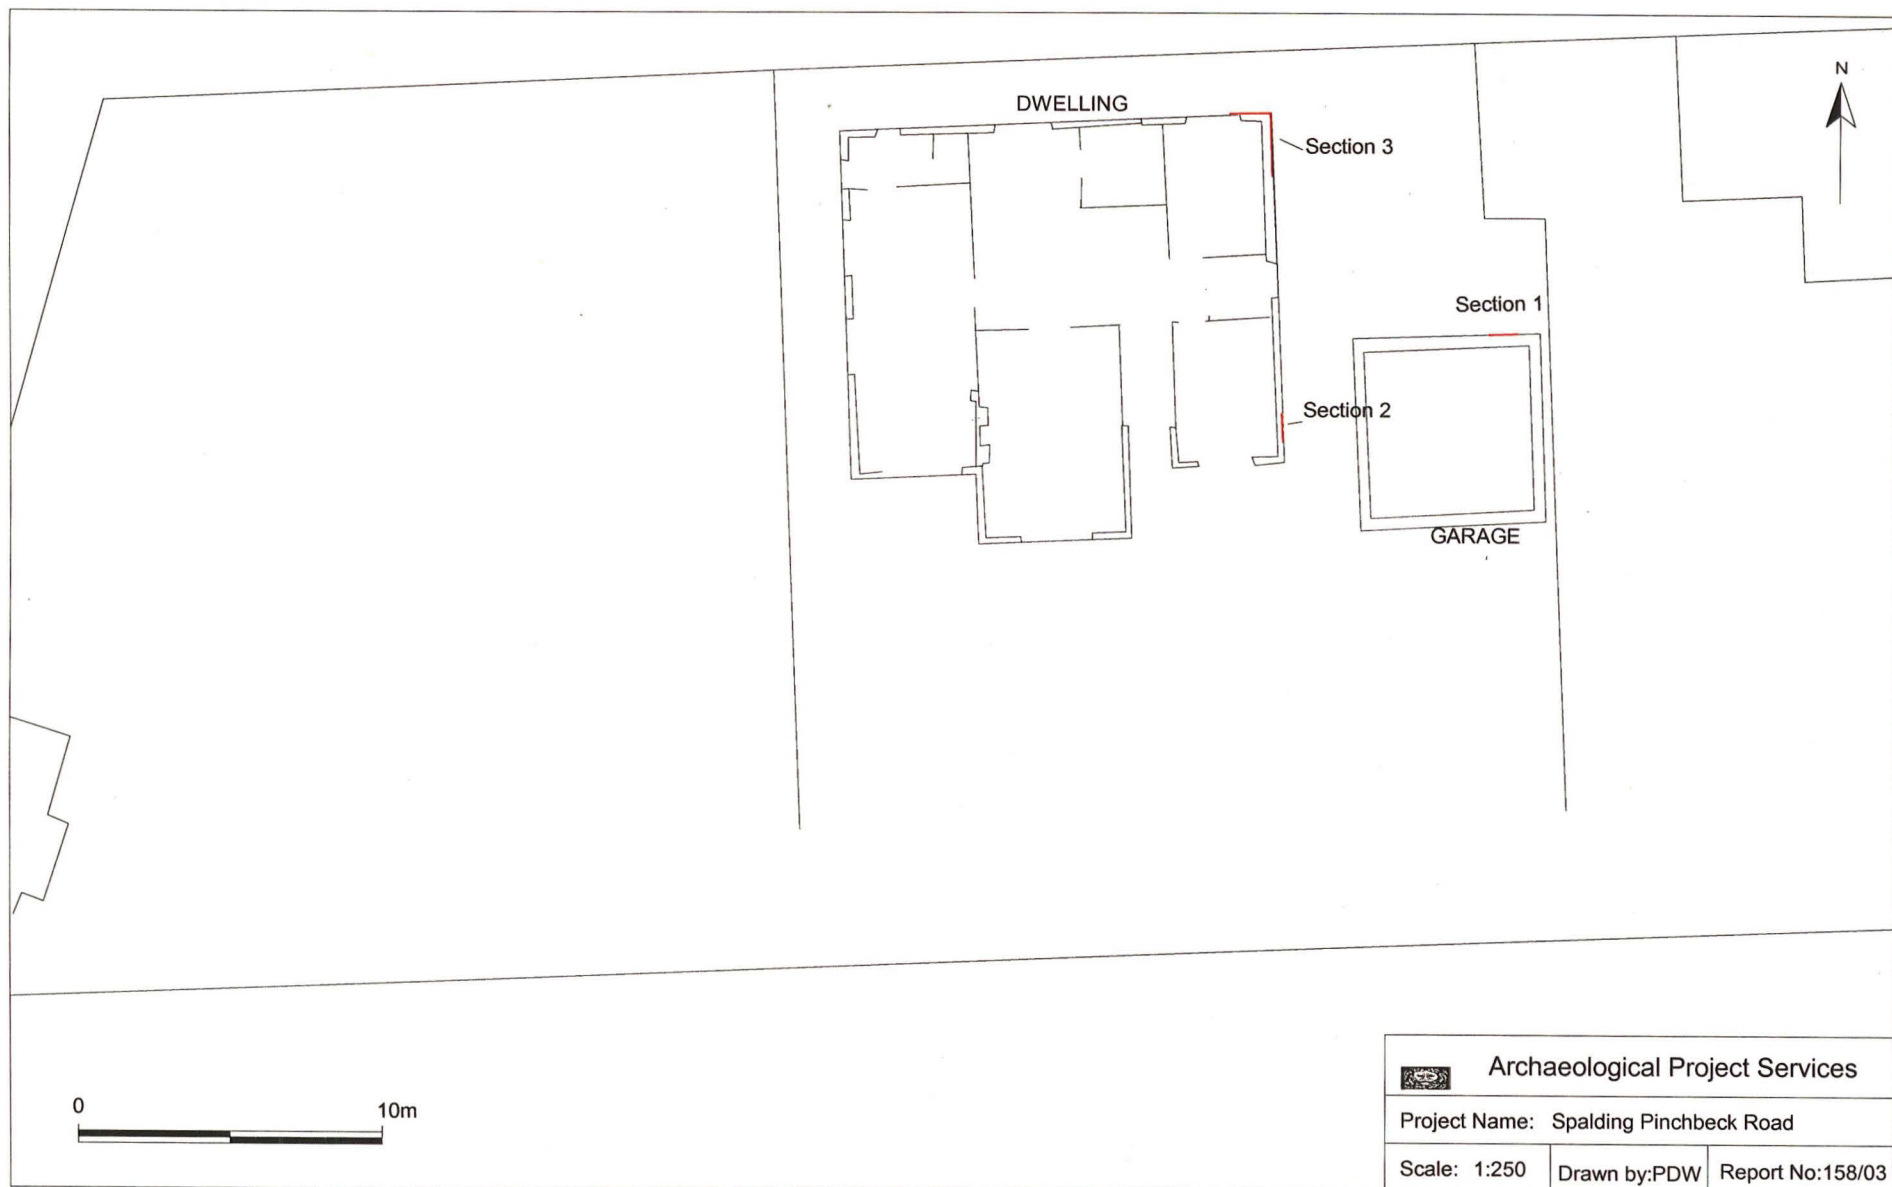 N
DWELLING
Section 3
Section 1
Section 2
GARAGE
0 10m
Archaeological Project Services
Project Name: Spalding Pinchbeck Road
Scale: 1:250 Drawn by:PDW Report No:158/03